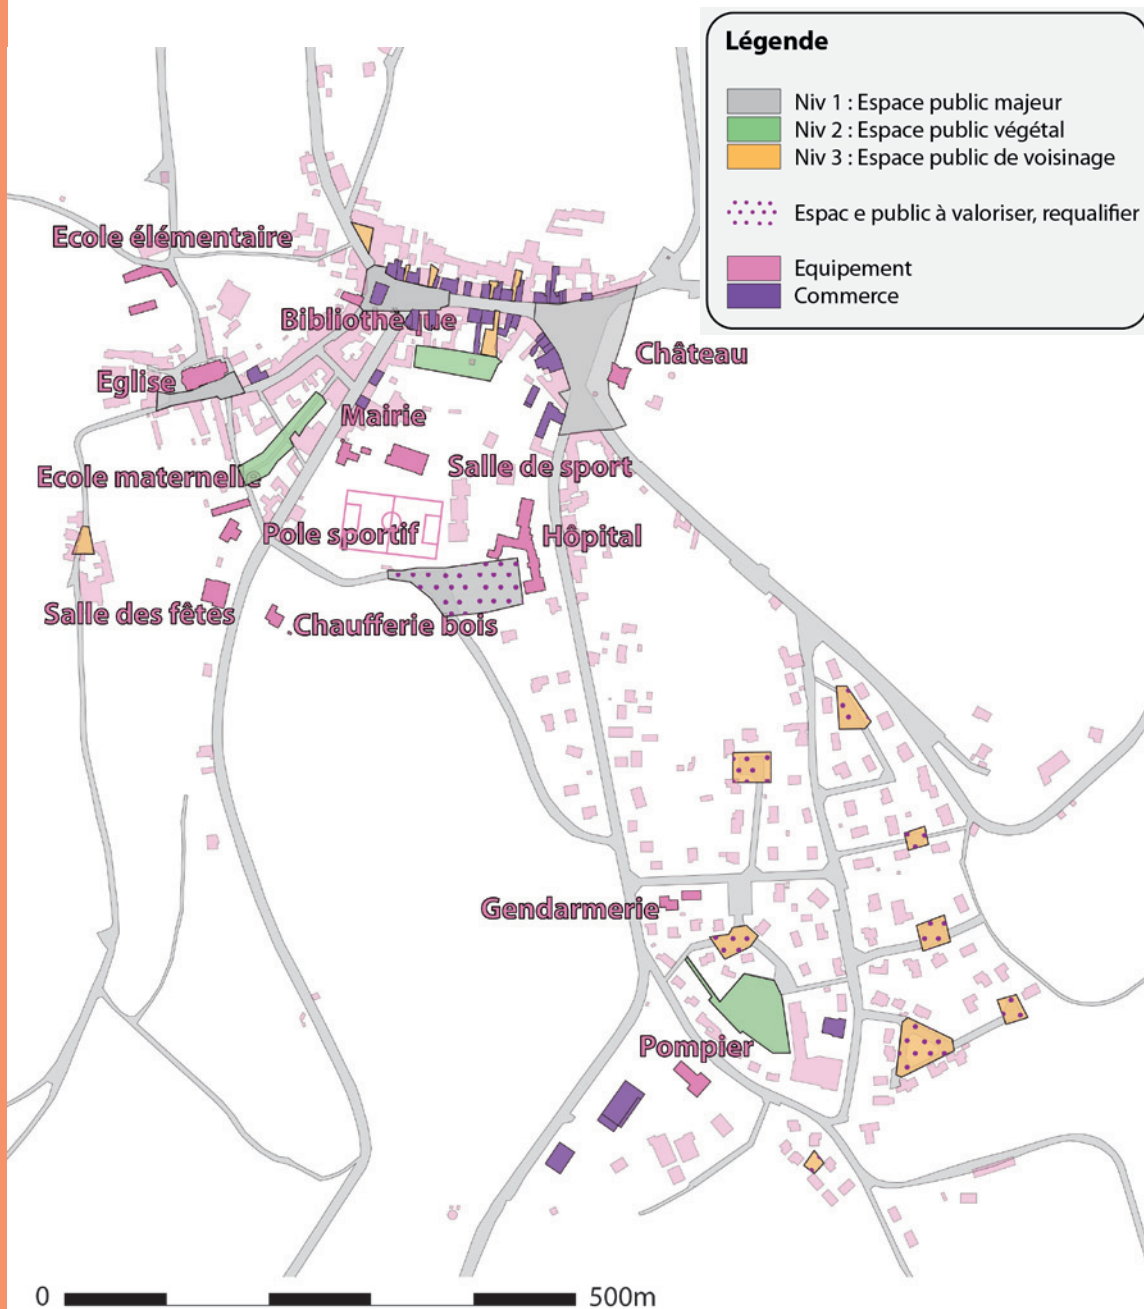 Légende
Niv 1 : Espace public majeur
Niv 2 : Espace public végétal
Niv 3 : Espace public de voisinage
Espac e public à valoriser, requalifier
Equipement
Commerce
Ecole élémentaire
Bibliothèque
Château
Eglise
Mairie
Salle de sport
Ecole maternelle
Pole sportif
Hôpital
Salle des fêtes
Chaufferie bois
Gendarmerie
Pompier
0 500m